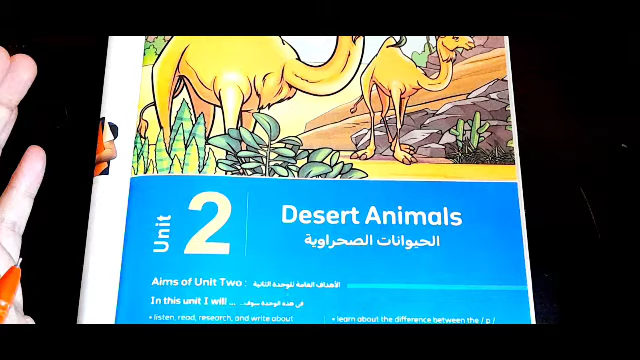 Unit 2
Desert Animals
الحيوانات الصحراوية
Aims of Unit Two : الأهداف العامة للوحدة الثانية
In this unit I will ... في هذه الوحدة سوف...
• listen, read, research, and write about
• learn about the difference between the / p /